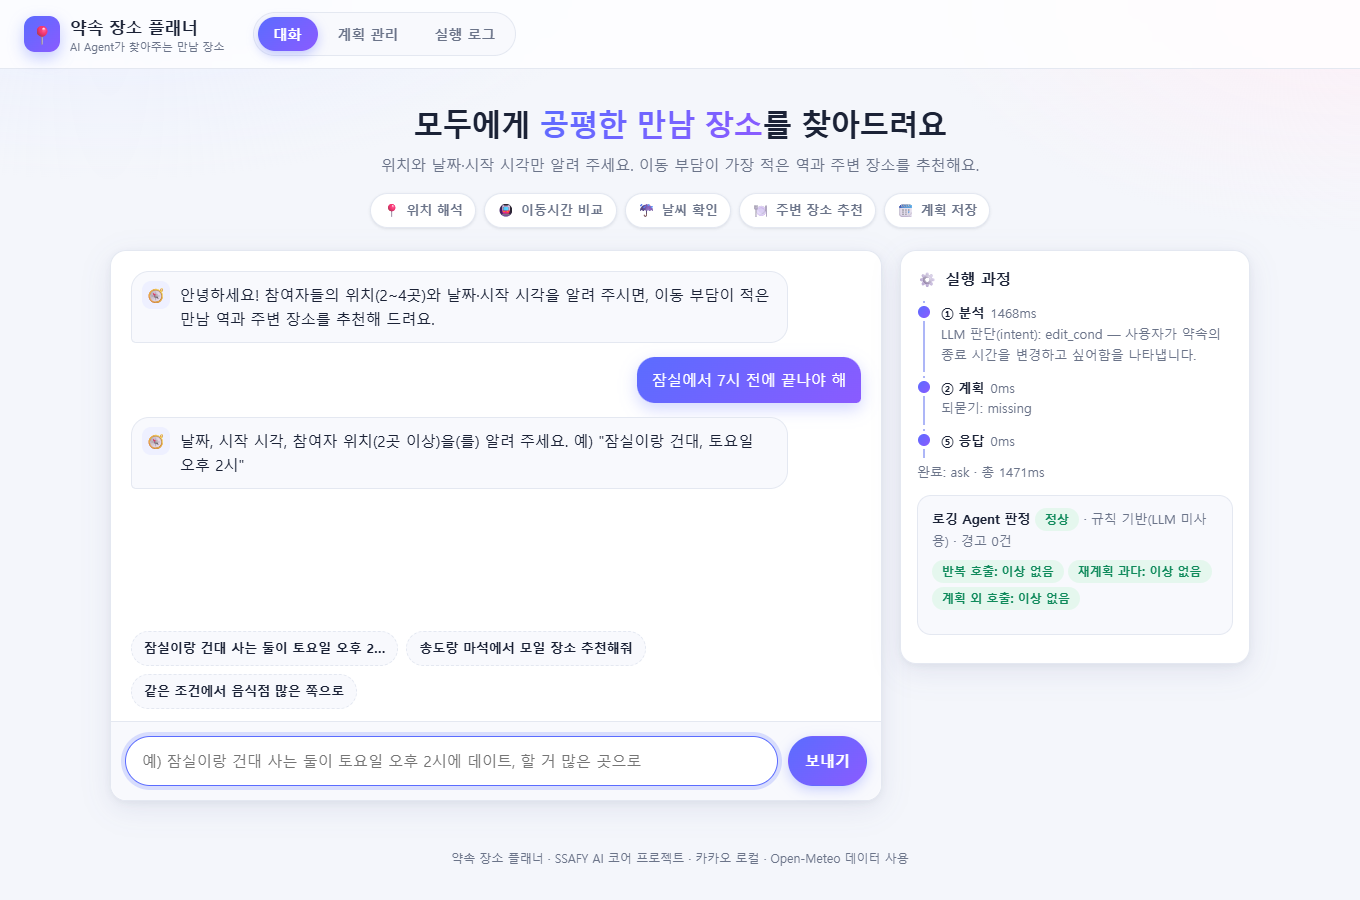 약속 장소 플래너
AI Agent가 찾아주는 만남 장소
대화
계획 관리
실행 로그
모두에게 공평한 만남 장소를 찾아드려요
위치와 날짜·시작 시각만 알려 주세요. 이동 부담이 가장 적은 역과 주변 장소를 추천해요.
위치 해석
이동시간 비교
날씨 확인
주변 장소 추천
계획 저장
안녕하세요! 참여자들의 위치(2~4곳)와 날짜·시작 시각을 알려 주시면, 이동 부담이 적은
만남 역과 주변 장소를 추천해 드려요.
잠실에서 7시 전에 끝나야 해
날짜, 시작 시각, 참여자 위치(2곳 이상)을(를) 알려 주세요. 예) "잠실이랑 건대, 토요일
오후 2시"
잠실이랑 건대 사는 둘이 토요일 오후 2...
송도랑 마석에서 모일 장소 추천해줘
같은 조건에서 음식점 많은 쪽으로
예) 잠실이랑 건대 사는 둘이 토요일 오후 2시에 데이트, 할 거 많은 곳으로
보내기
실행 과정
① 분석 1468ms
LLM 판단(intent): edit_cond — 사용자가 약속의
종료 시간을 변경하고 싶어함을 나타냅니다.
② 계획 0ms
되묻기: missing
⑤ 응답 0ms
완료: ask · 총 1471ms
로깅 Agent 판정 정상 · 규칙 기반(LLM 미사
용) · 경고 0건
반복 호출: 이상 없음
재계획 과다: 이상 없음
계획 외 호출: 이상 없음
약속 장소 플래너 · SSAFY AI 코어 프로젝트 · 카카오 로컬 · Open-Meteo 데이터 사용